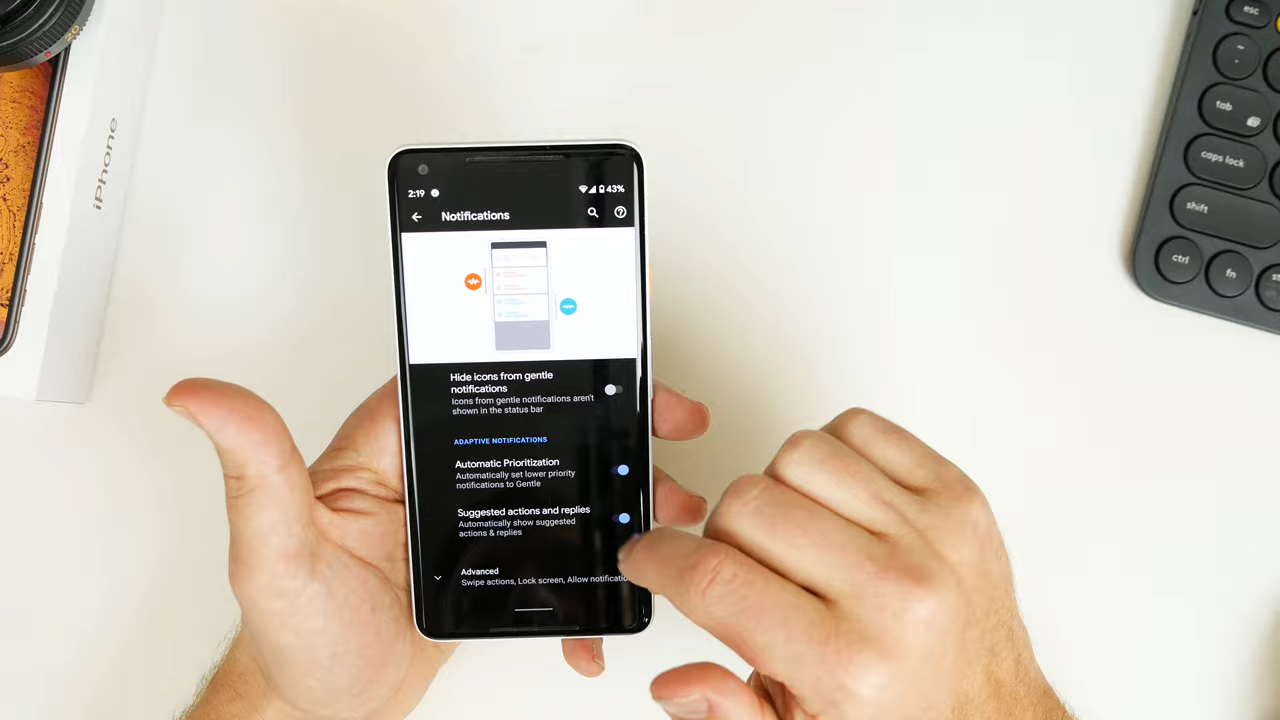 iPhone
2:19
43%
Notifications
Hide icons from gentle
notifications
Icons from gentle notifications aren't
shown in the status bar
ADAPTIVE NOTIFICATIONS
Automatic Prioritization
Automatically set lower priority
notifications to Gentle
Suggested actions and replies
Automatically show suggested
actions & replies
Advanced
Swipe actions, Lock screen, Allow
esc
tab
caps lock
shift
ctrl
fn